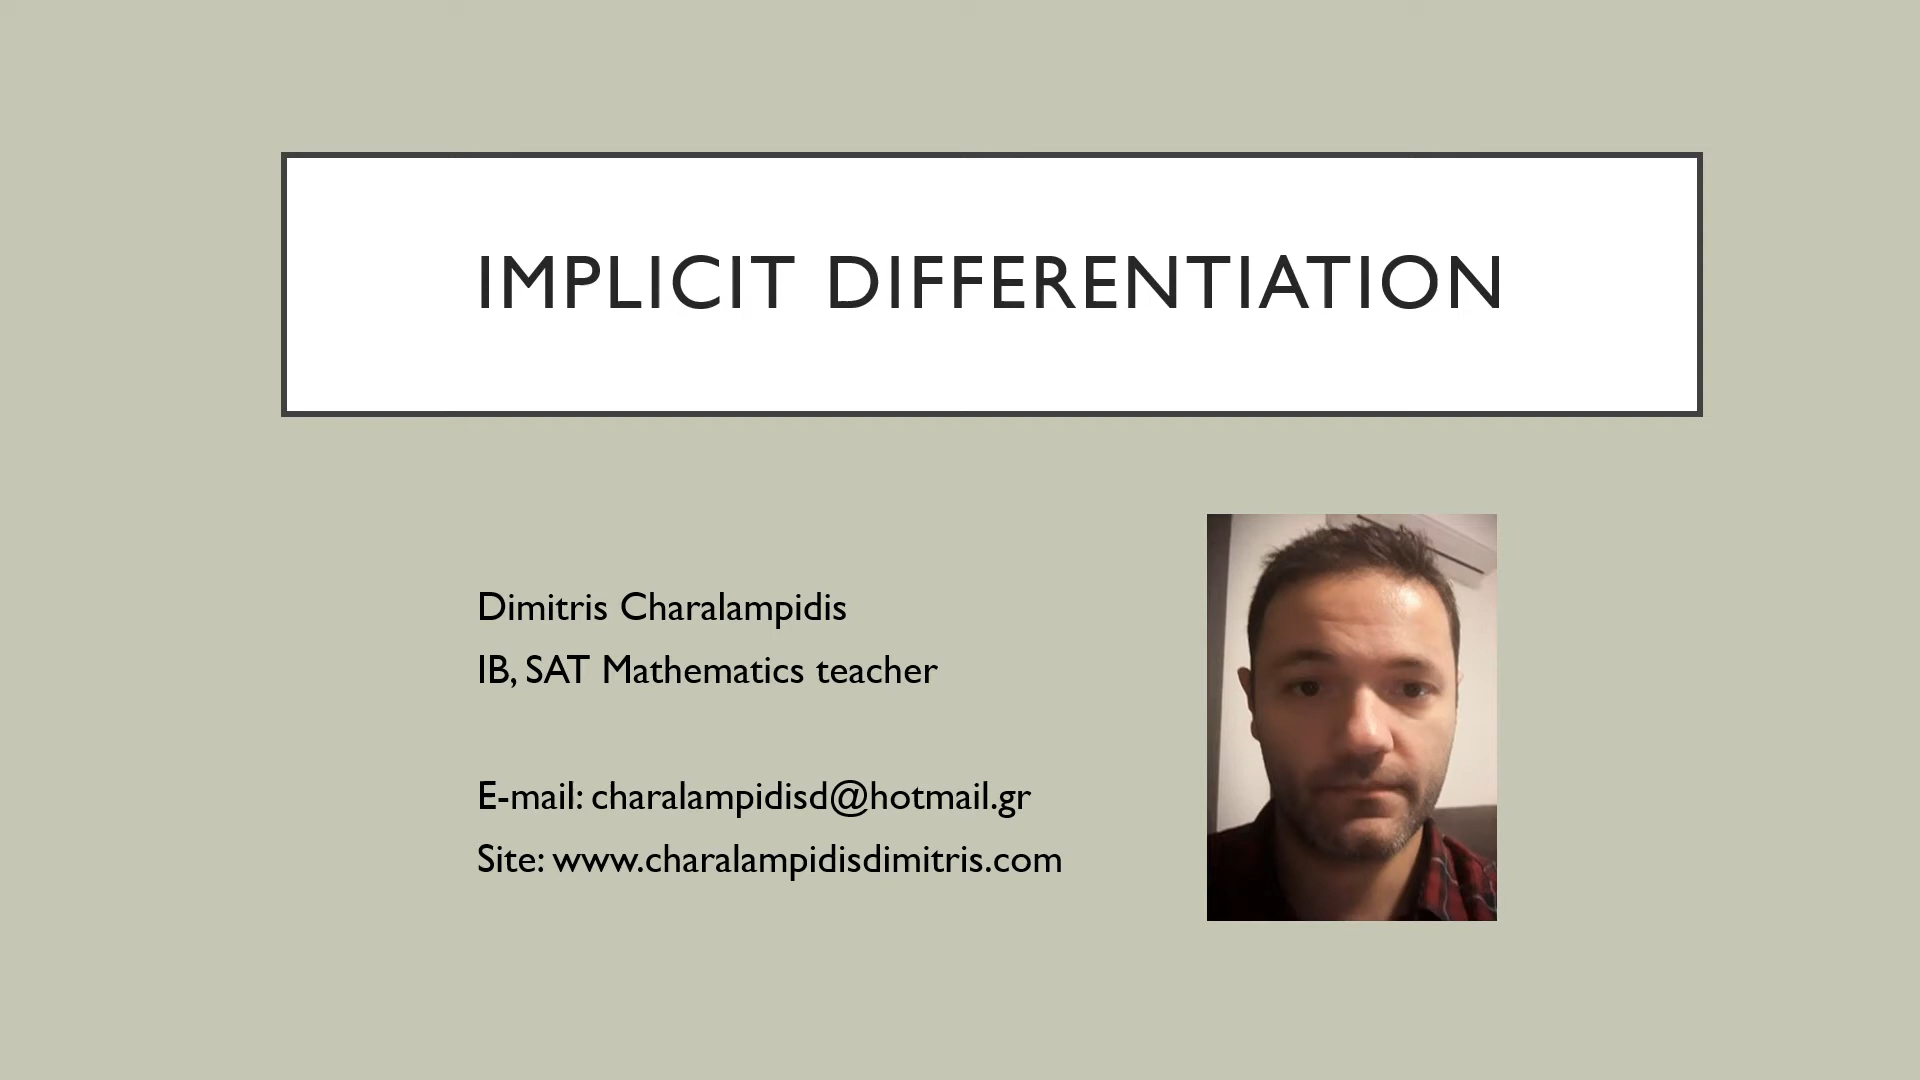 IMPLICIT DIFFERENTIATION
Dimitris Charalampidis
IB, SAT Mathematics teacher
E-mail: charalampidisd@hotmail.gr
Site: www.charalampidisdimitris.com